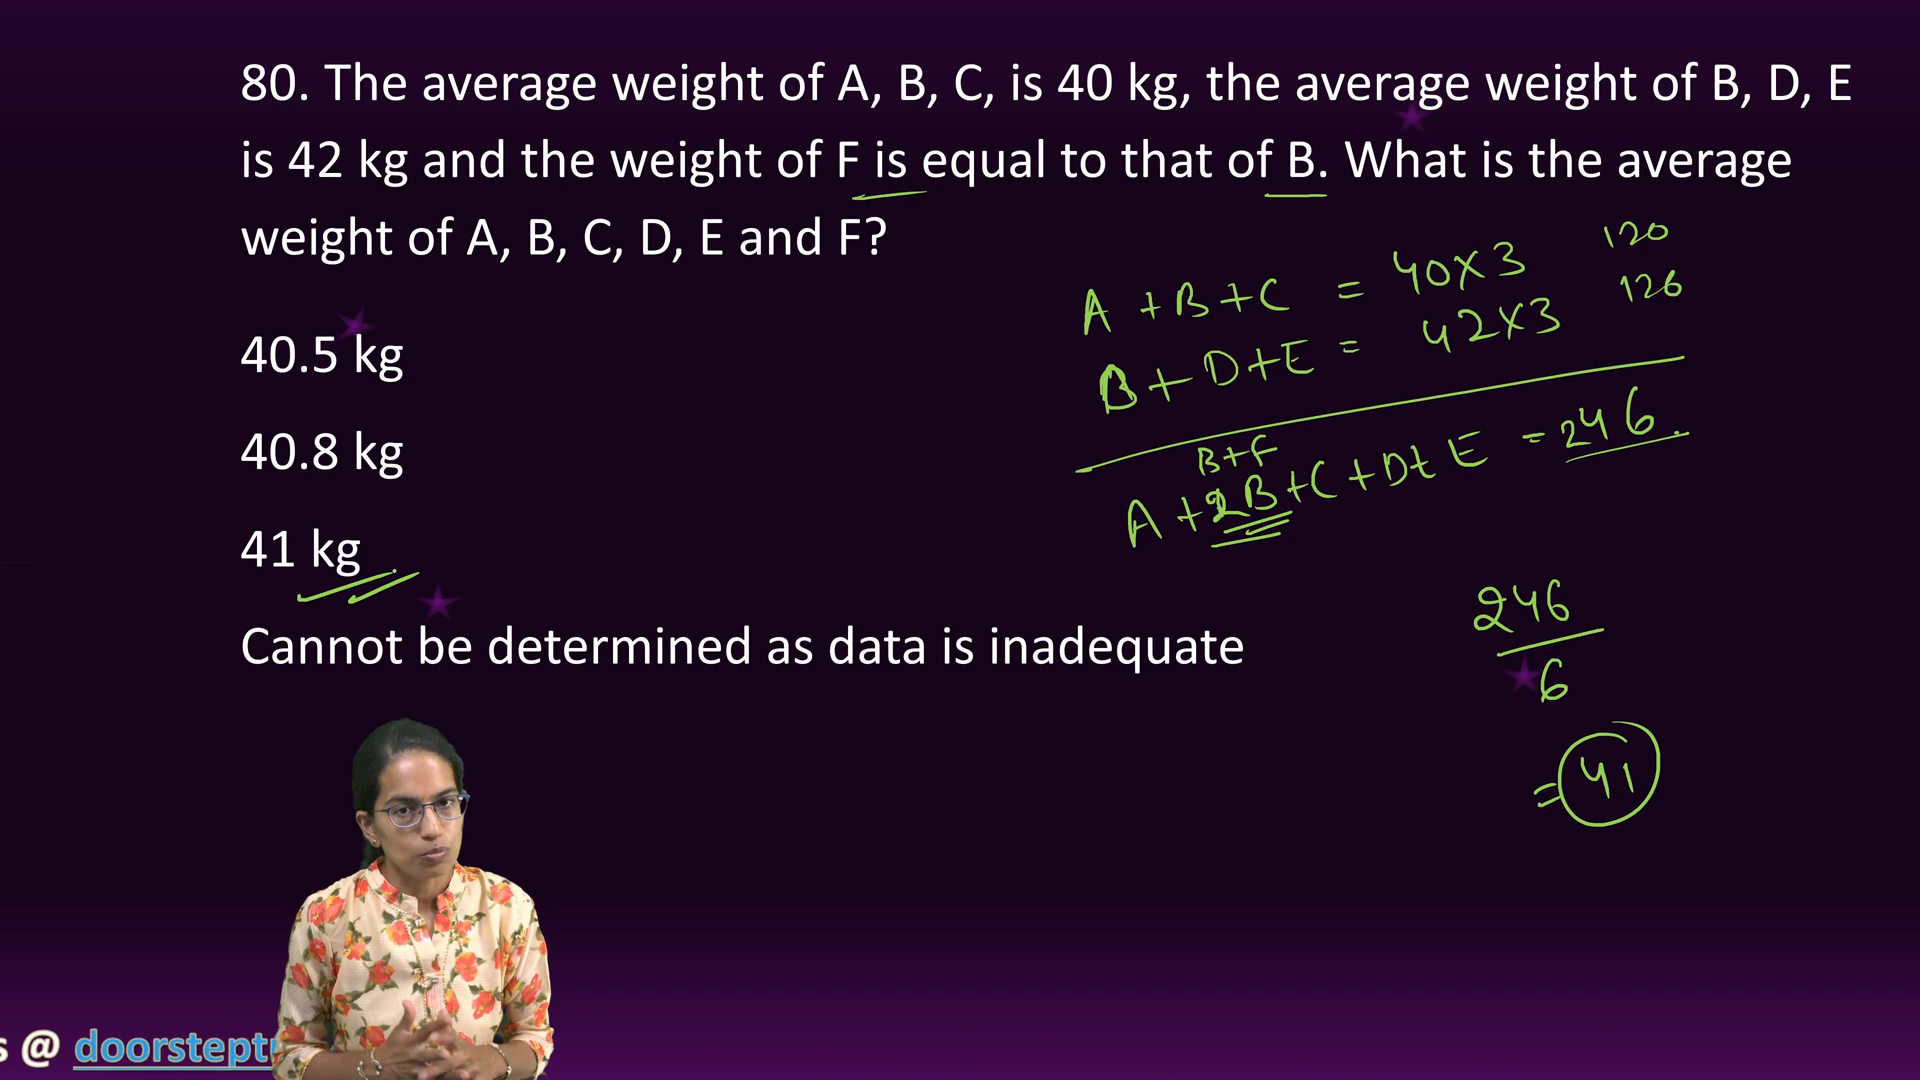 80. The average weight of A, B, C, is 40 kg, the average weight of B, D, E
is 42 kg and the weight of F is equal to that of B. What is the average
weight of A, B, C, D, E and F?
40.5 kg
40.8 kg
41 kg
Cannot be determined as data is inadequate
A + B + C = 40 x 3 120
B + D + E = 42 x 3 126
B + F
A + 2B + C + D + E = 246
246
6
= 41
s @